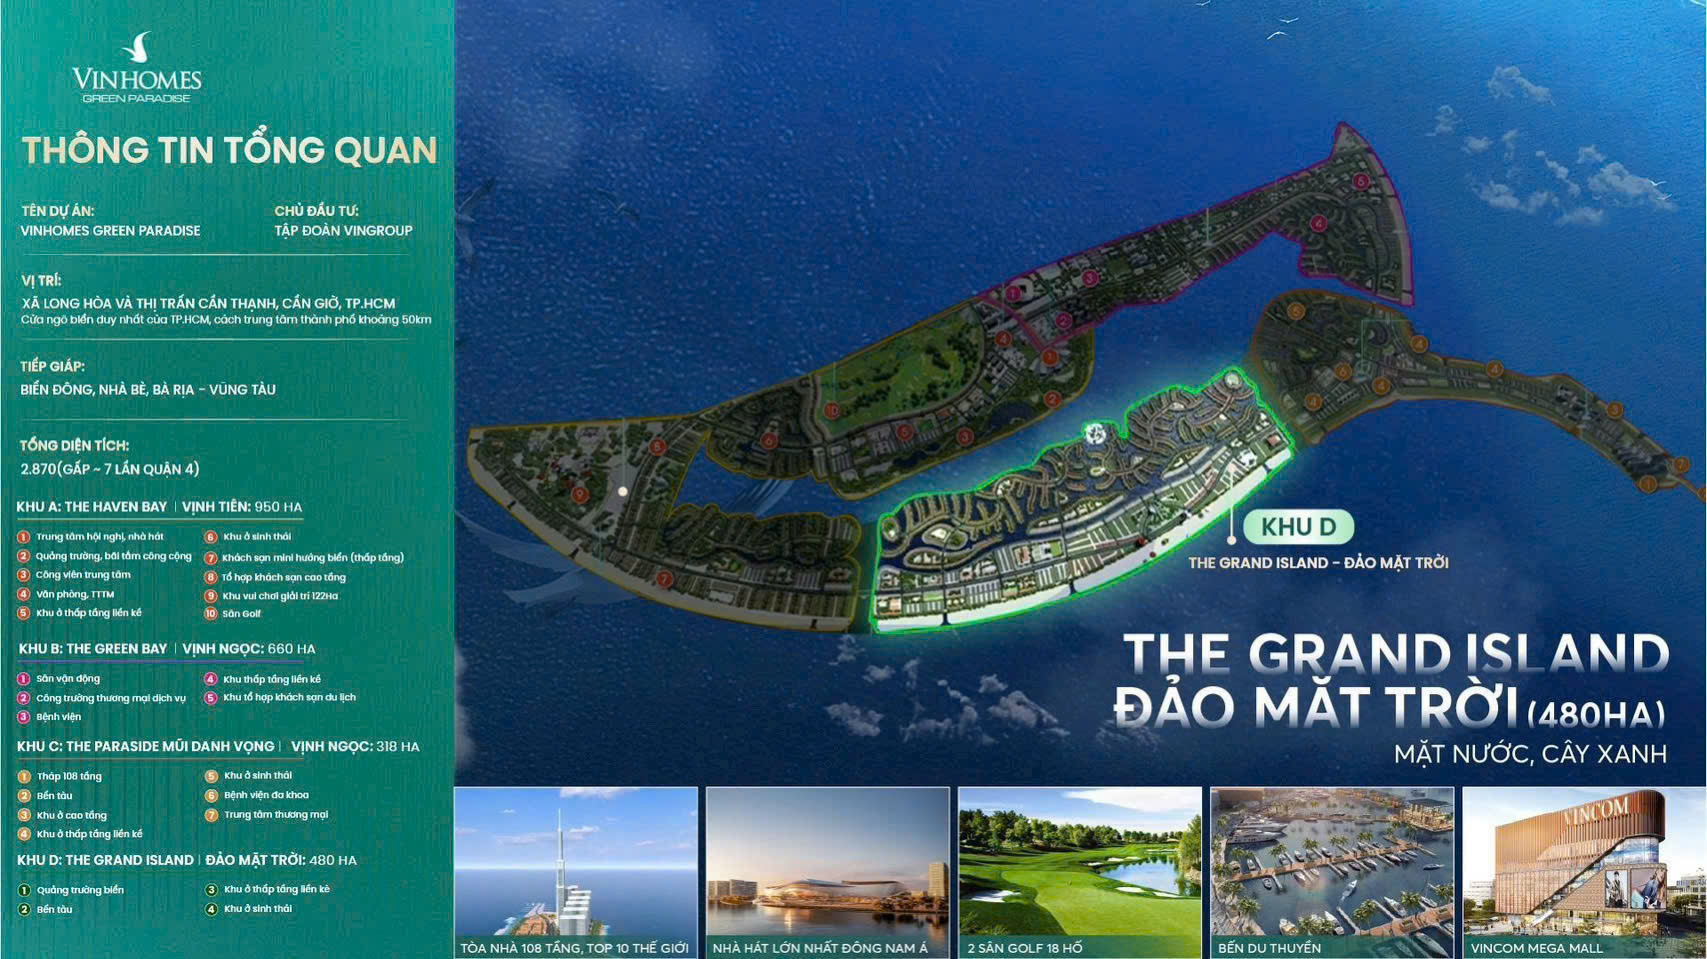 VINHOMES
GREEN PARADISE
THÔNG TIN TỔNG QUAN
TÊN DỰ ÁN:
VINHOMES GREEN PARADISE
CHỦ ĐẦU TƯ:
TẬP ĐOÀN VINGROUP
VỊ TRÍ:
XÃ LONG HÒA VÀ THỊ TRẤN CẦN THẠNH, CẦN GIỜ, TP.HCM
Cửa ngõ biển duy nhất của TP.HCM, cách trung tâm thành phố khoảng 50km
TIẾP GIÁP:
BIỂN ĐÔNG, NHÀ BÈ, BÀ RỊA - VŨNG TÀU
TỔNG DIỆN TÍCH:
2.870(GẤP ~ 7 LẦN QUẬN 4)
KHU A: THE HAVEN BAY | VỊNH TIÊN: 950 HA
1 Trung tâm hội nghị, nhà hát
2 Quảng trường, bãi tắm công cộng
3 Công viên trung tâm
4 Văn phòng, TTTM
5 Khu ở thấp tầng liền kề
6 Khu ở sinh thái
7 Khách sạn mini hướng biển (thấp tầng)
8 Tổ hợp khách sạn cao tầng
9 Khu vui chơi giải trí 122Ha
10 Sân Golf
KHU B: THE GREEN BAY | VỊNH NGỌC: 660 HA
1 Sân vận động
2 Công trường thương mại dịch vụ
3 Bệnh viện
4 Khu thấp tầng liền kề
5 Khu tổ hợp khách sạn du lịch
KHU C: THE PARASIDE MŨI DANH VỌNG | VỊNH NGỌC: 318 HA
1 Tháp 108 tầng
2 Bến tàu
3 Khu ở cao tầng
4 Khu ở thấp tầng liền kề
5 Khu ở sinh thái
6 Bệnh viện đa khoa
7 Trung tâm thương mại
KHU D: THE GRAND ISLAND | ĐẢO MẶT TRỜI: 480 HA
1 Quảng trường biển
2 Bến tàu
3 Khu ở thấp tầng liền kè
4 Khu ở sinh thái
KHU D
THE GRAND ISLAND - ĐẢO MẶT TRỜI
THE GRAND ISLAND
ĐẢO MẶT TRỜI (480HA)
MẶT NƯỚC, CÂY XANH
TÒA NHÀ 108 TẦNG, TOP 10 THẾ GIỚI
NHÀ HÁT LỚN NHẤT ĐÔNG NAM Á
2 SÂN GOLF 18 HỐ
BẾN DU THUYỀN
VINCOM
VINCOM MEGA MALL